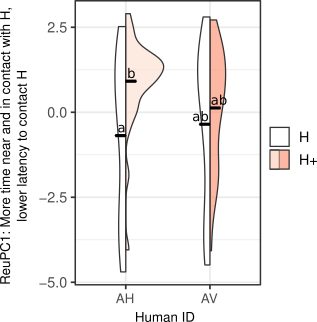 ReuPC1: More time near and in contact with H,
lower latency to contact H
2.5
0.0
−2.5
−5.0
a
b
ab
ab
AH
AV
Human ID
H
H+